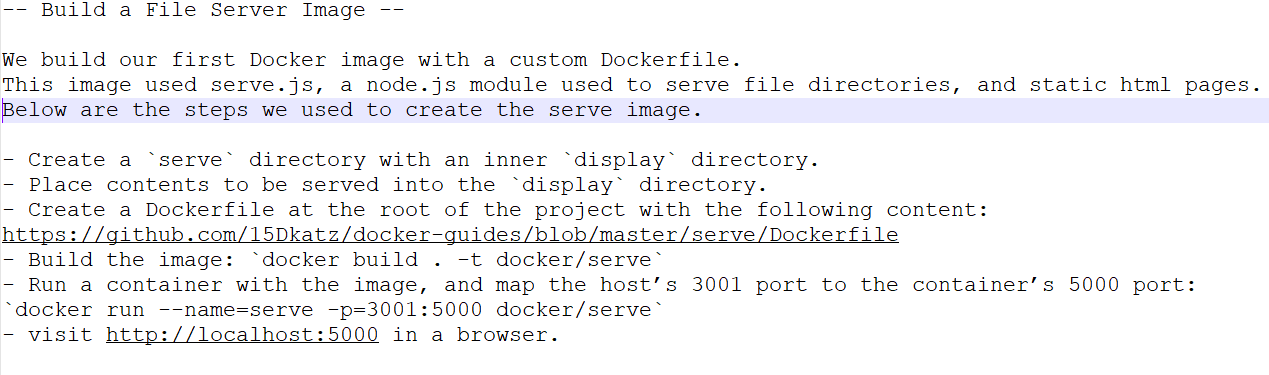 -- Build a File Server Image --
We build our first Docker image with a custom Dockerfile.
This image used serve.js, a node.js module used to serve file directories, and static html pages.
Below are the steps we used to create the serve image.
- Create a `serve` directory with an inner `display` directory.
- Place contents to be served into the `display` directory.
- Create a Dockerfile at the root of the project with the following content:
https://github.com/15Dkatz/docker-guides/blob/master/serve/Dockerfile
- Build the image: `docker build . -t docker/serve`
- Run a container with the image, and map the host’s 3001 port to the container’s 5000 port:
`docker run --name=serve -p=3001:5000 docker/serve`
- visit http://localhost:5000 in a browser.